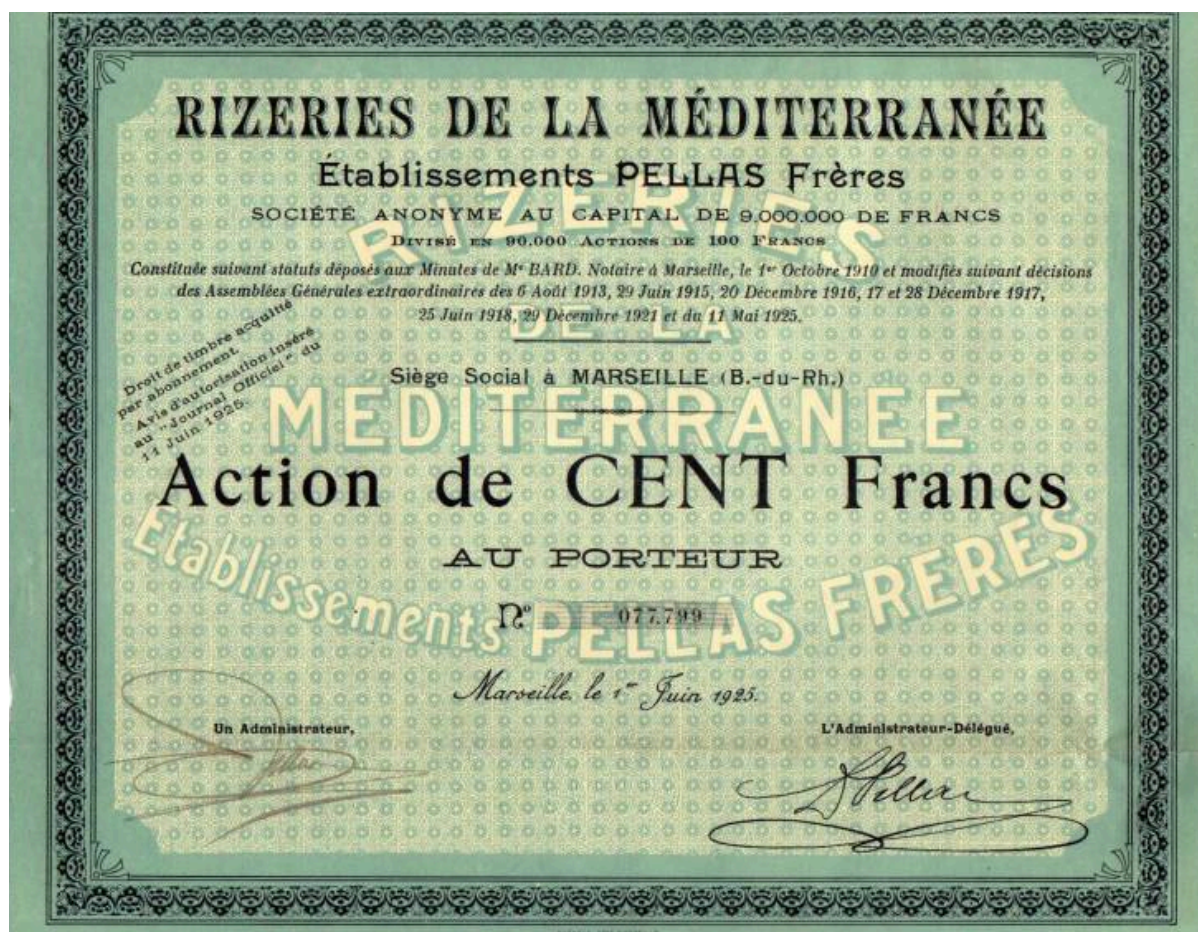 RIZERIES DE LA MÉDITERRANÉE
Établissements PELLAS Frères
SOCIÉTÉ ANONYME AU CAPITAL DE 9.000.000 DE FRANCS
DIVISÉ EN 90.000 ACTIONS DE 100 FRANCS
Constituée suivant statuts déposés aux Minutes de Me BARD. Notaire à Marseille, le 1er Octobre 1910 et modifiés suivant décisions
des Assemblées Générales extraordinaires des 6 Août 1913, 29 Juin 1915, 20 Décembre 1916, 17 et 28 Décembre 1917,
25 Juin 1918, 29 Décembre 1921 et du 11 Mai 1925.
Droit de timbre acquitté
par abonnement.
Avis d'autorisation inséré
au "Journal Officiel" du
11 Juin 1925.
Siège Social à MARSEILLE (B.-du-Rh.)
RIZERIES
DE LA
MEDITERRANEE
Etablissements PELLAS FRERES
Action de CENT Francs
AU PORTEUR
No 077.799
Marseille, le 1er Juin 1925.
Un Administrateur,
L'Administrateur-Délégué,